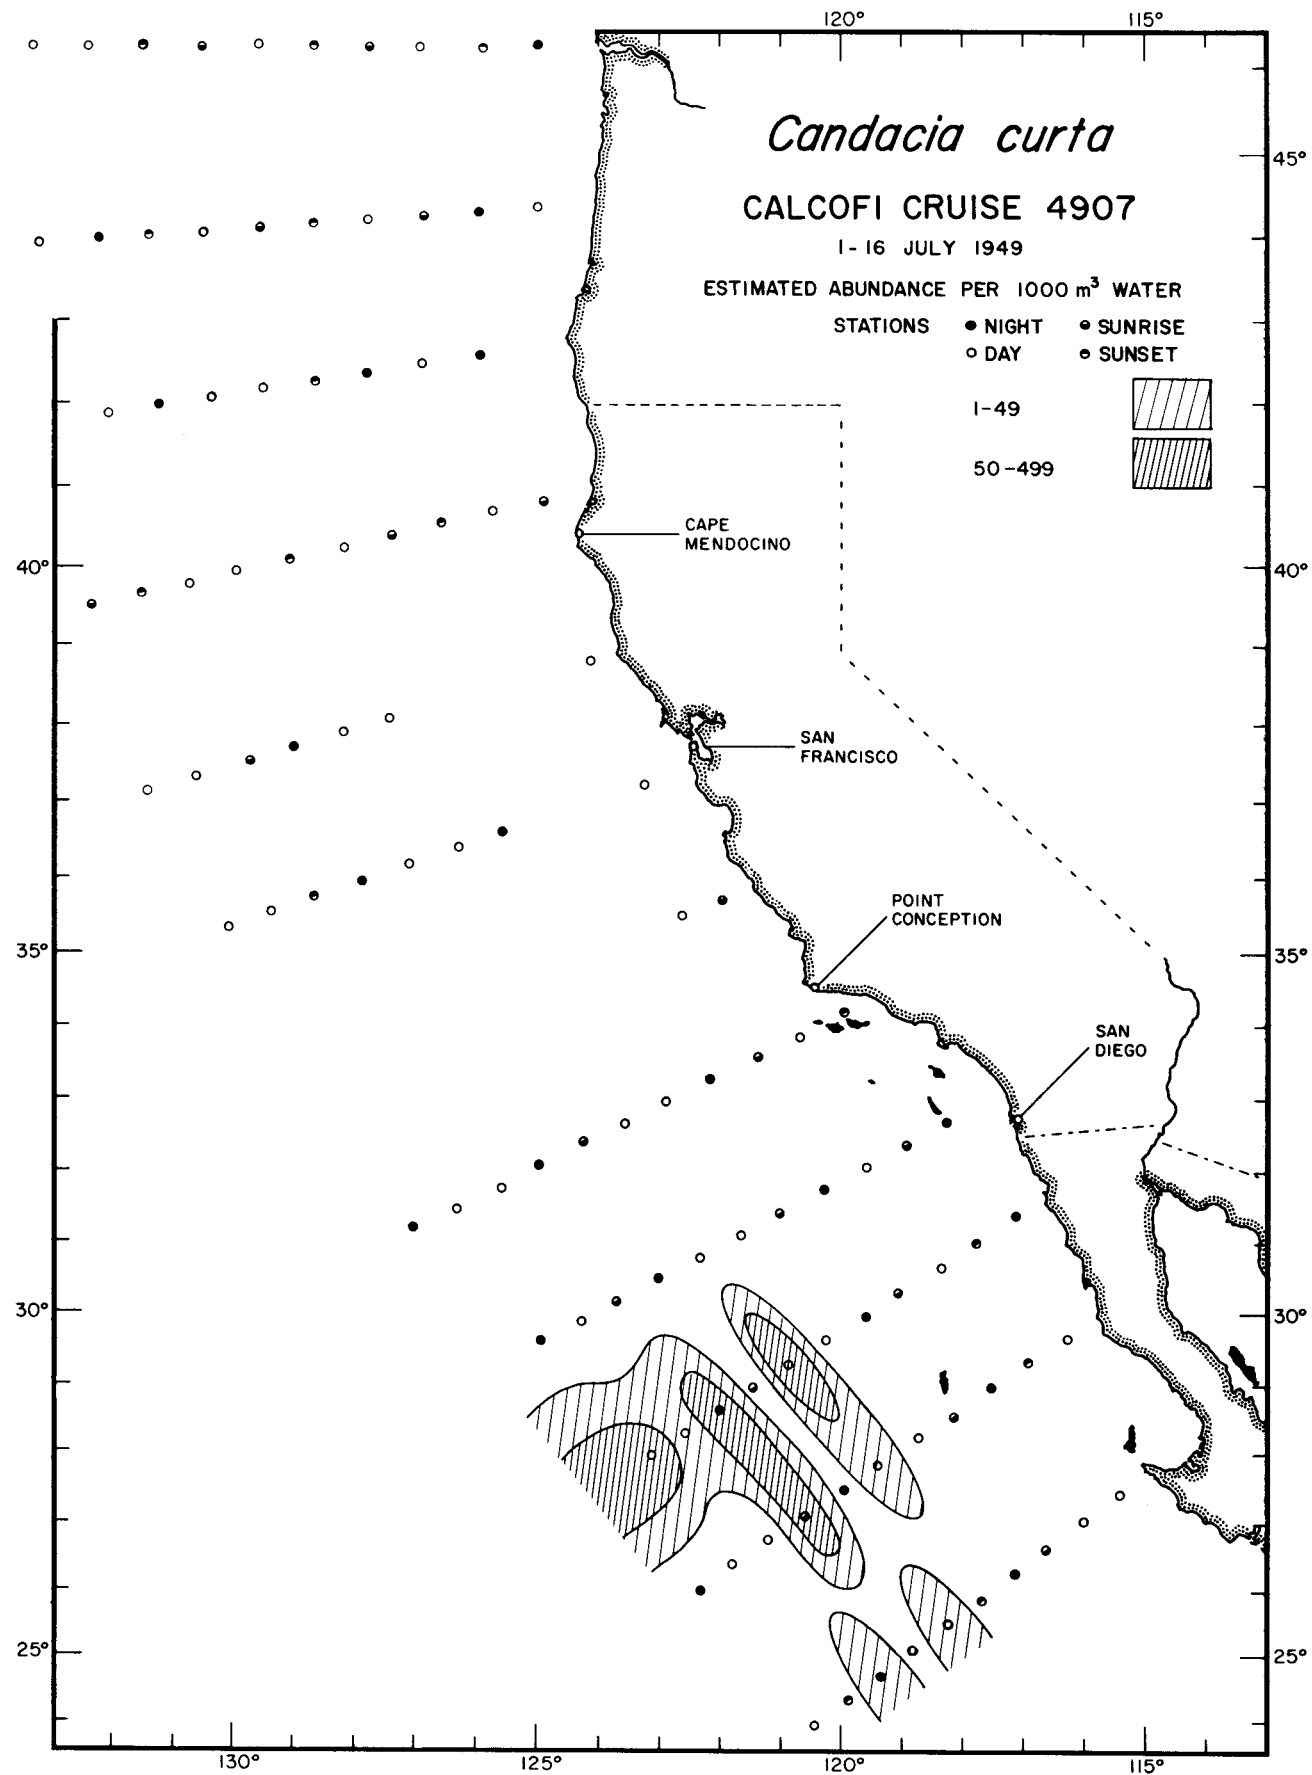 120° 115°
Candacia curta
45°
CALCOFI CRUISE 4907
1-16 JULY 1949
ESTIMATED ABUNDANCE PER 1000 m³ WATER
STATIONS NIGHT SUNRISE
DAY SUNSET
1-49
50-499
CAPE
MENDOCINO
40° 40°
SAN
FRANCISCO
POINT
CONCEPTION
35° 35°
SAN
DIEGO
30° 30°
25° 25°
130° 125° 120° 115°